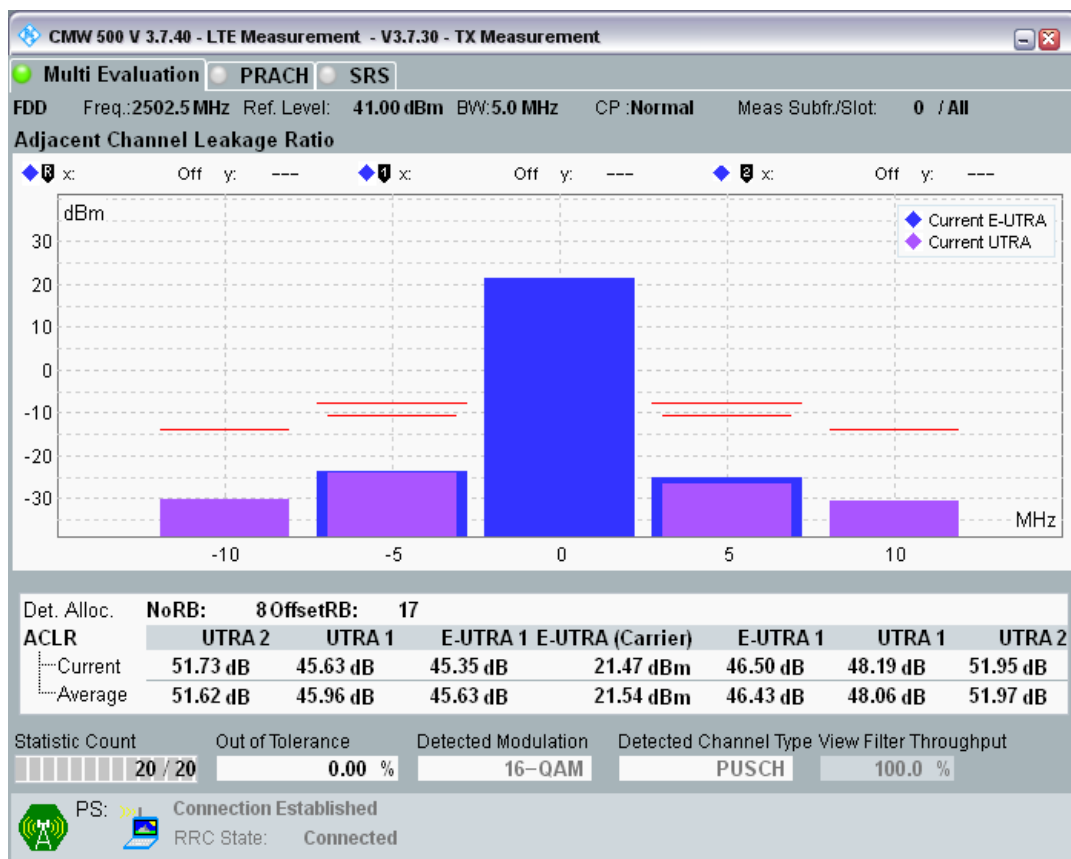 CMW 500 V 3.7.40 - LTE Measurement - V3.7.30 - TX Measurement
Multi Evaluation PRACH SRS
FDD Freq.:2502.5 MHz Ref. Level: 41.00 dBm BW:5.0 MHz CP :Normal Meas Subfr./Slot: 0 / All
Adjacent Channel Leakage Ratio
R x: Off y: --- 1 x: Off y: --- 2 x: Off y: ---
dBm
Current E-UTRA
Current UTRA
30
20
10
0
-10
-20
-30
MHz
-10 -5 0 5 10
Det. Alloc. NoRB: 8 OffsetRB: 17
ACLR UTRA 2 UTRA 1 E-UTRA 1 E-UTRA (Carrier) E-UTRA 1 UTRA 1 UTRA 2
Current 51.73 dB 45.63 dB 45.35 dB 21.47 dBm 46.50 dB 48.19 dB 51.95 dB
Average 51.62 dB 45.96 dB 45.63 dB 21.54 dBm 46.43 dB 48.06 dB 51.97 dB
Statistic Count Out of Tolerance Detected Modulation Detected Channel Type View Filter Throughput
20 / 20 0.00 % 16-QAM PUSCH 100.0 %
PS: Connection Established
RRC State: Connected